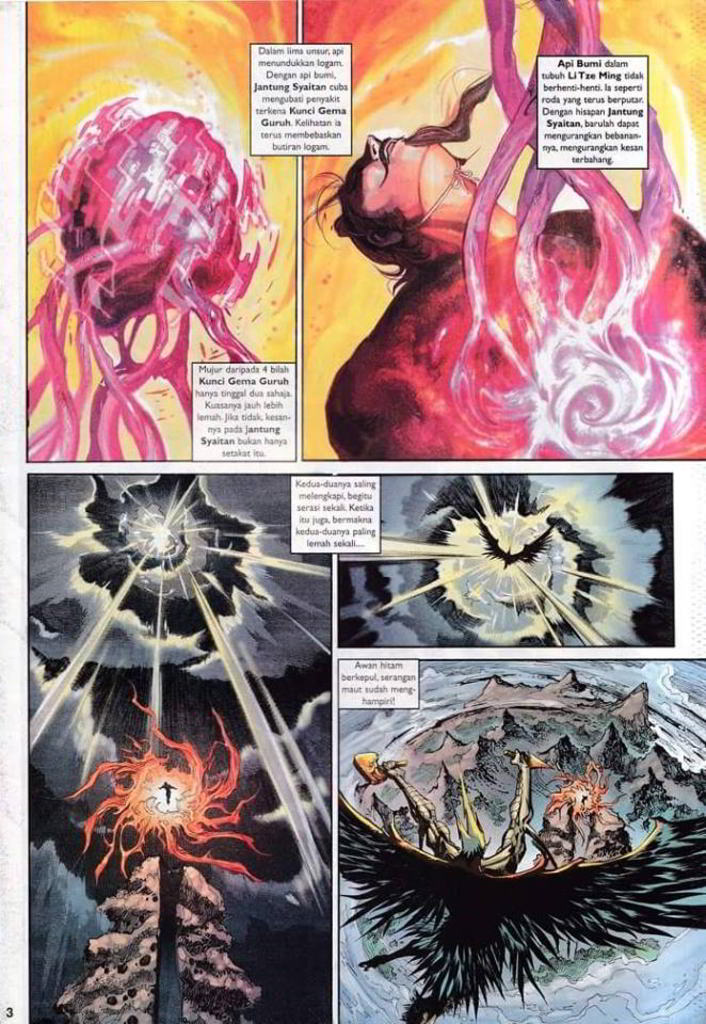 Dalam lima unsur, api
menundukkan logam.
Dengan api bumi,
Jantung Syaitan cuba
mengubati penyakit
terkena Kunci Gema
Guruh. Kelihatan ia
terus membebaskan
butiran logam.
Api Bumi dalam
tubuh Li Tze Ming tidak
berhenti-henti. Ia seperti
roda yang terus berputar.
Dengan hisapan Jantung
Syaitan, barulah dapat
mengurangkan bebanan-
nya, mengurangkan kesan
terbahang.
Mujur daripada 4 bilah
Kunci Gema Guruh
hanya tinggal dua sahaja.
Kuasanya jauh lebih
lemah. Jika tidak, kesan-
nya pada Jantung
Syaitan bukan hanya
setakat itu.
Kedua-duanya saling
melengkapi, begitu
serasi sekali. Ketika
itu juga, bermakna
kedua-duanya paling
lemah sekali....
Awan hitam
berkepul, serangan
maut sudah meng-
hampiri!
3